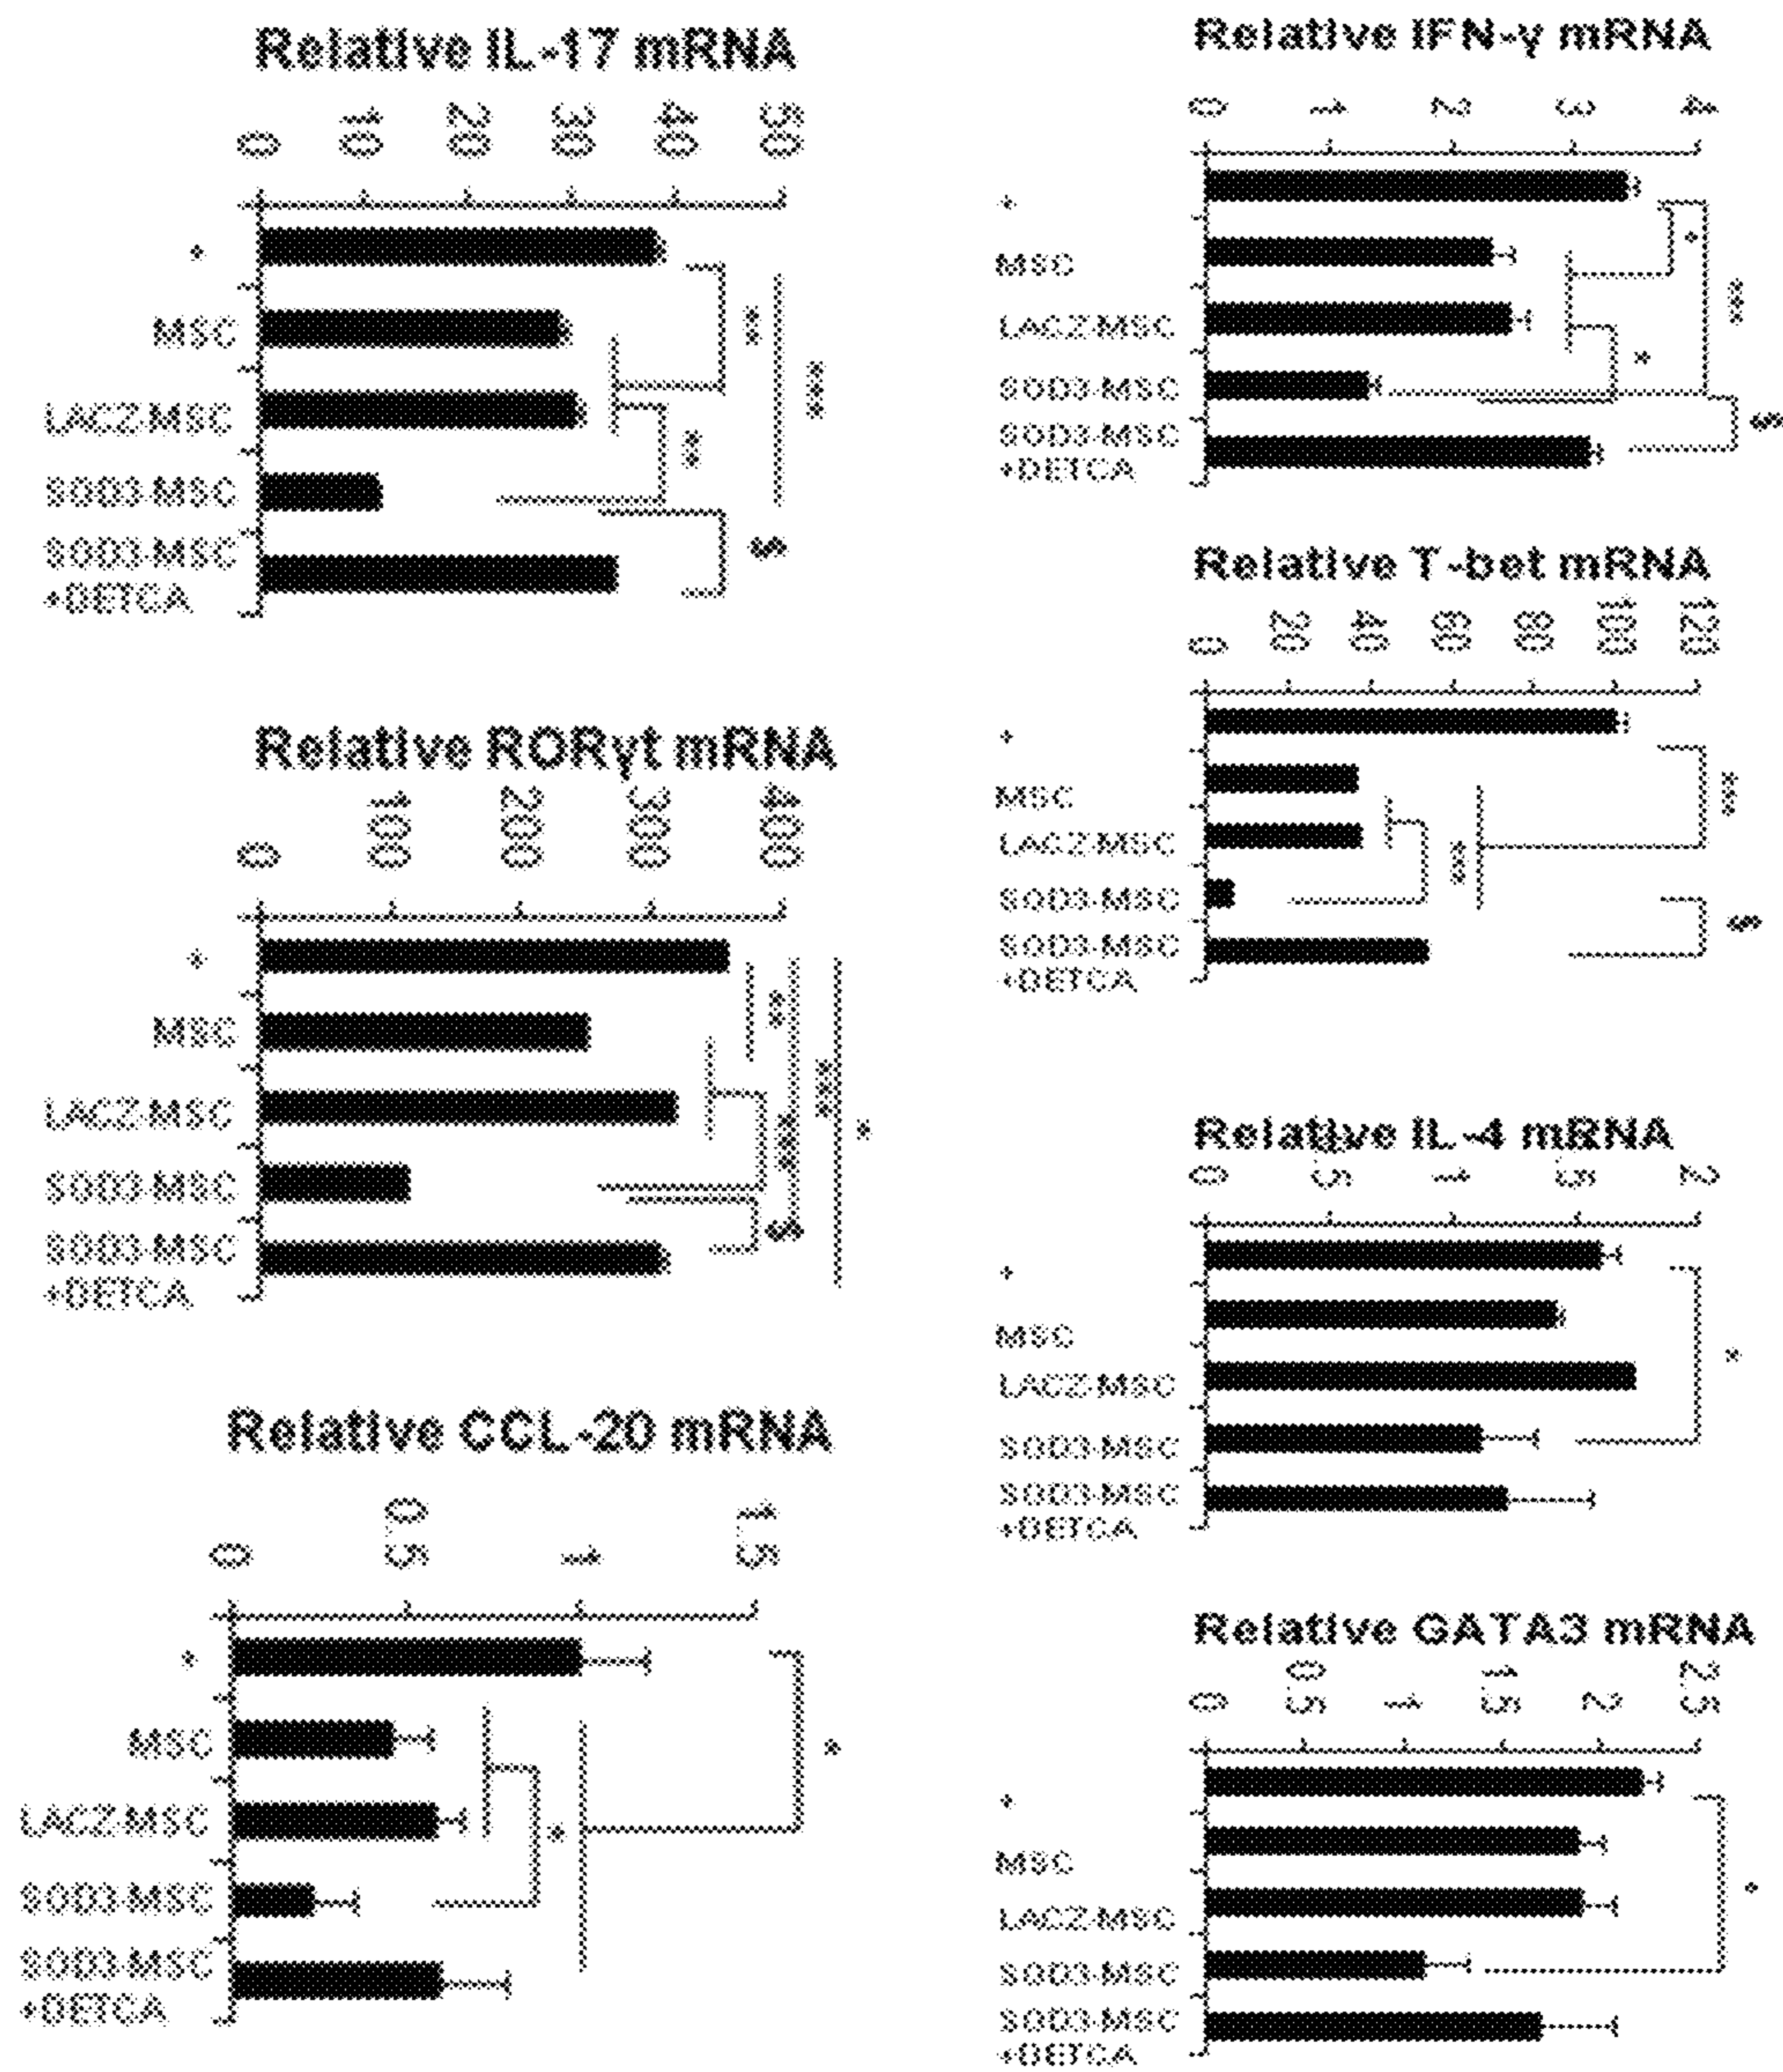 Relative IL-17 mRNA
0 10 20 30 40 50
+
MSC
LACZ-MSC
SOD3-MSC
SOD3-MSC
+DETCA
***
****
***
$
Relative RORγt mRNA
0 100 200 300 400
+
MSC
LACZ-MSC
SOD3-MSC
SOD3-MSC
+DETCA
*
$
Relative CCL-20 mRNA
0 0.5 1 1.5
+
MSC
LACZ-MSC
SOD3-MSC
SOD3-MSC
+DETCA
*
*
Relative IFN-γ mRNA
0 1 2 3 4
+
MSC
LACZ-MSC
SOD3-MSC
SOD3-MSC
+DETCA
*
***
*
$
Relative T-bet mRNA
0 20 40 60 80 100 120
+
MSC
LACZ-MSC
SOD3-MSC
SOD3-MSC
+DETCA
***
***
$
Relative IL-4 mRNA
0 1 2
+
MSC
LACZ-MSC
SOD3-MSC
SOD3-MSC
+DETCA
*
Relative GATA3 mRNA
0 0.5 1 1.5 2 2.5
+
MSC
LACZ-MSC
SOD3-MSC
SOD3-MSC
+DETCA
*